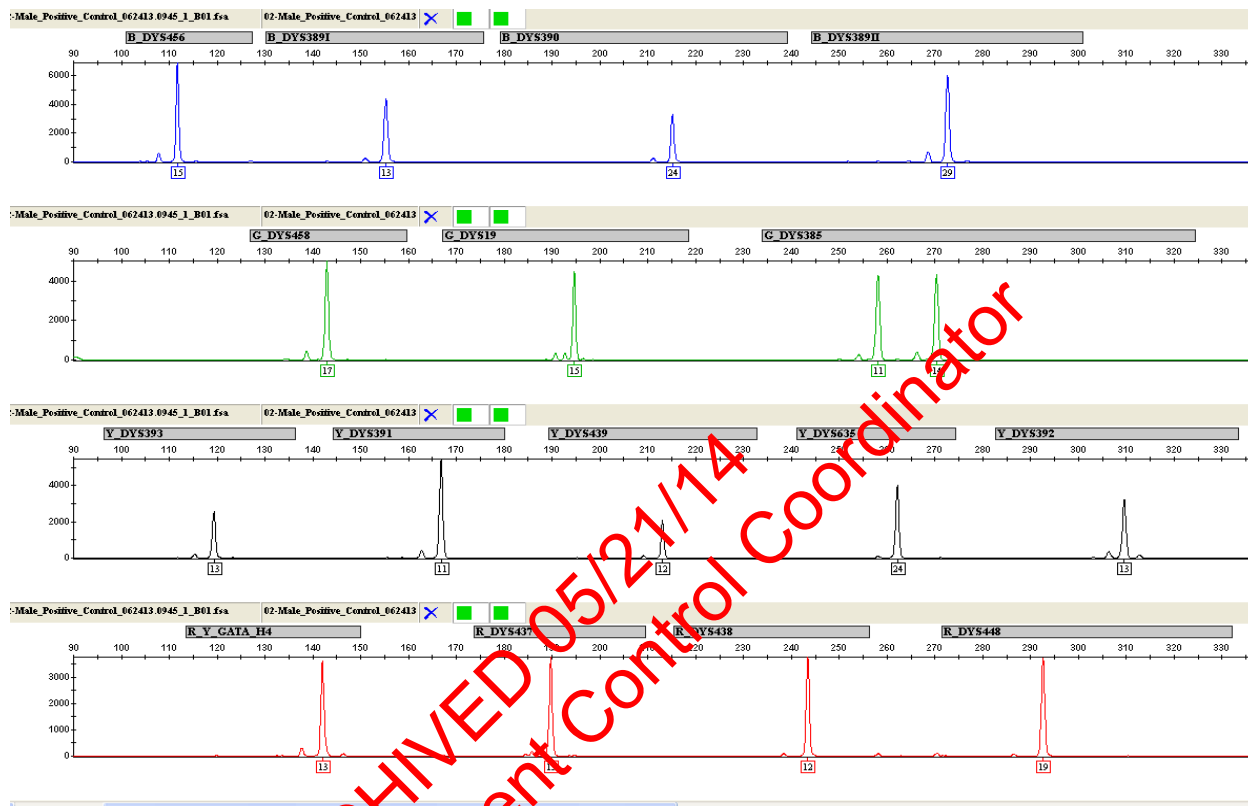 :-Male_Positive_Control_062413.0945_1_B01.fsa 02-Male_Positive_Control_062413
B_DYS456 B_DYS389I B_DYS390 B_DYS389II
90 100 110 120 130 140 150 160 170 180 190 200 210 220 230 240 250 260 270 280 290 300 310 320 330
6000
4000
2000
0
15 13 24 29
:-Male_Positive_Control_062413.0945_1_B01.fsa 02-Male_Positive_Control_062413
G_DYS458 G_DYS19 G_DYS385
90 100 110 120 130 140 150 160 170 180 190 200 210 220 230 240 250 260 270 280 290 300 310 320 330
4000
2000
0
17 15 11 14
:-Male_Positive_Control_062413.0945_1_B01.fsa 02-Male_Positive_Control_062413
Y_DYS393 Y_DYS391 Y_DYS439 Y_DYS635 Y_DYS392
90 100 110 120 130 140 150 160 170 180 190 200 210 220 230 240 250 260 270 280 290 300 310 320 330
4000
2000
0
13 11 12 24 13
:-Male_Positive_Control_062413.0945_1_B01.fsa 02-Male_Positive_Control_062413
R_Y_GATA_H4 R_DYS437 R_DYS438 R_DYS448
90 100 110 120 130 140 150 160 170 180 190 200 210 220 230 240 250 260 270 280 290 300 310 320 330
3000
2000
1000
0
13 12 19
HIVED 05/21/14
ent Control Coordinator